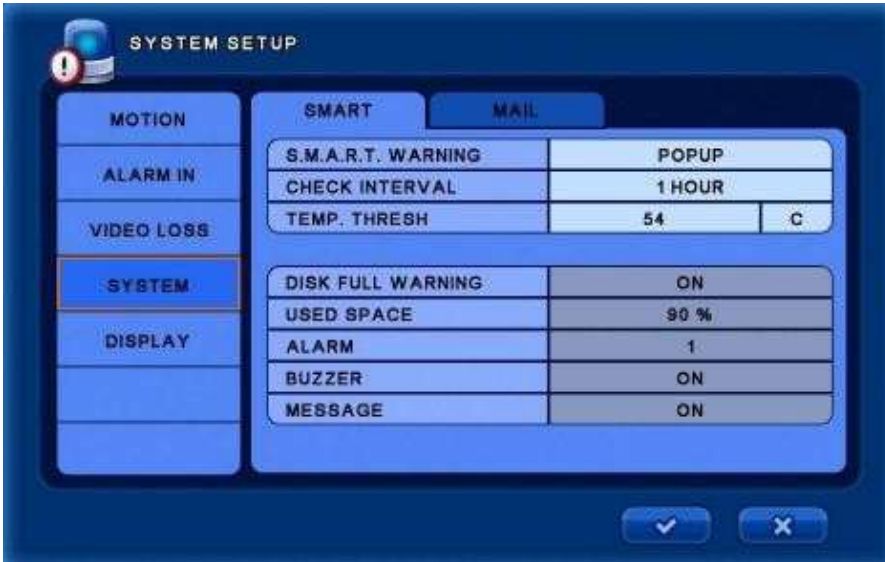 SYSTEM SETUP
MOTION
ALARM IN
VIDEO LOSS
SYSTEM
DISPLAY
SMART MAIL
S.M.A.R.T. WARNING POPUP
CHECK INTERVAL 1 HOUR
TEMP. THRESH 54 C
DISK FULL WARNING ON
USED SPACE 90 %
ALARM 1
BUZZER ON
MESSAGE ON